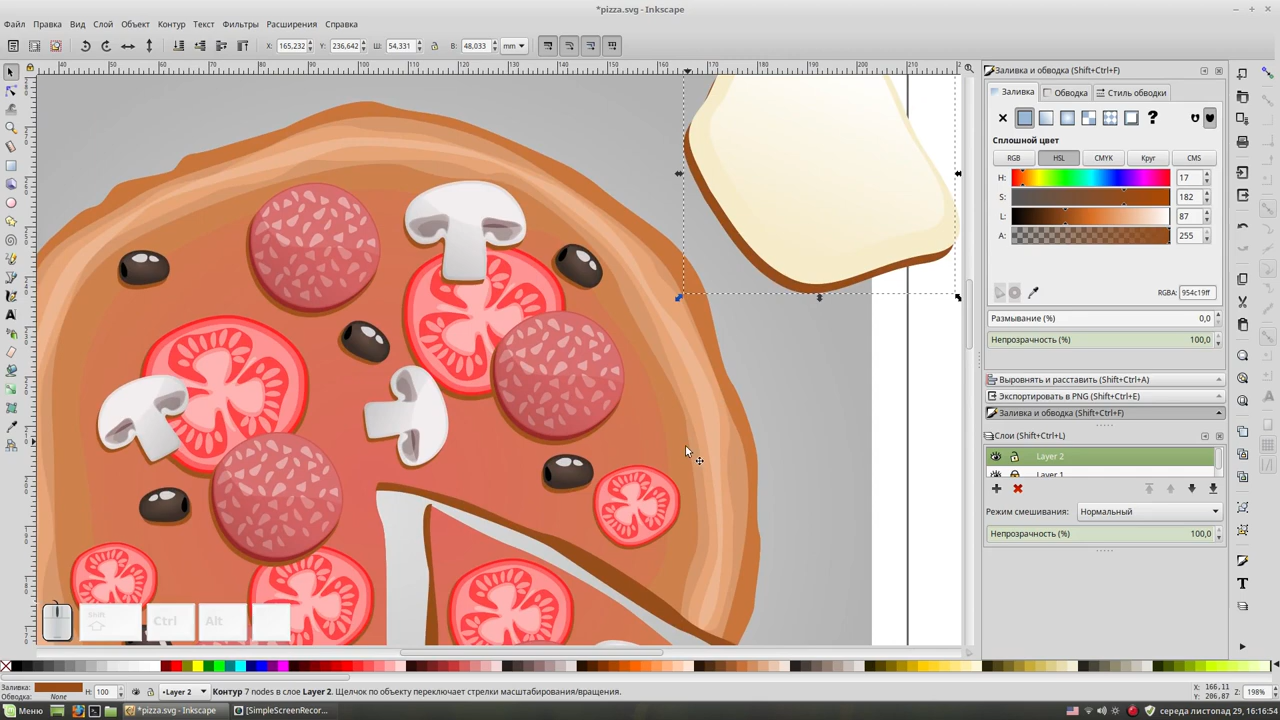 *pizza.svg - Inkscape
Файл Правка Вид Слой Объект Контур Текст Фильтры Расширения Справка
X: 165,232 Y: 236,642 Ш: 54,331 В: 48,033 mm
Заливка и обводка (Shift+Ctrl+F)
Заливка Обводка Стиль обводки
?
Сплошной цвет
RGB HSL CMYK Круг CMS
H: 17
S: 182
L: 87
A: 255
RGBA: 954c19ff
Размывание (%) 0,0
Непрозрачность (%) 100,0
Выровнять и расставить (Shift+Ctrl+A)
Экспортировать в PNG (Shift+Ctrl+E)
Заливка и обводка (Shift+Ctrl+F)
Слои (Shift+Ctrl+L)
Layer 2
Layer 1
Режим смешивания: Нормальный
Непрозрачность (%) 100,0
Shift
Ctrl Alt
Заливка:
Обводка: None
Н: 100
•Layer 2
Контур 7 nodes в слое Layer 2. Щелчок по объекту переключает стрелки масштабирования/вращения.
X: 166,11
Y: 206,87
Z: 198%
Меню *pizza.svg - Inkscape [SimpleScreenRecor... середа листопад 29, 16:16:54